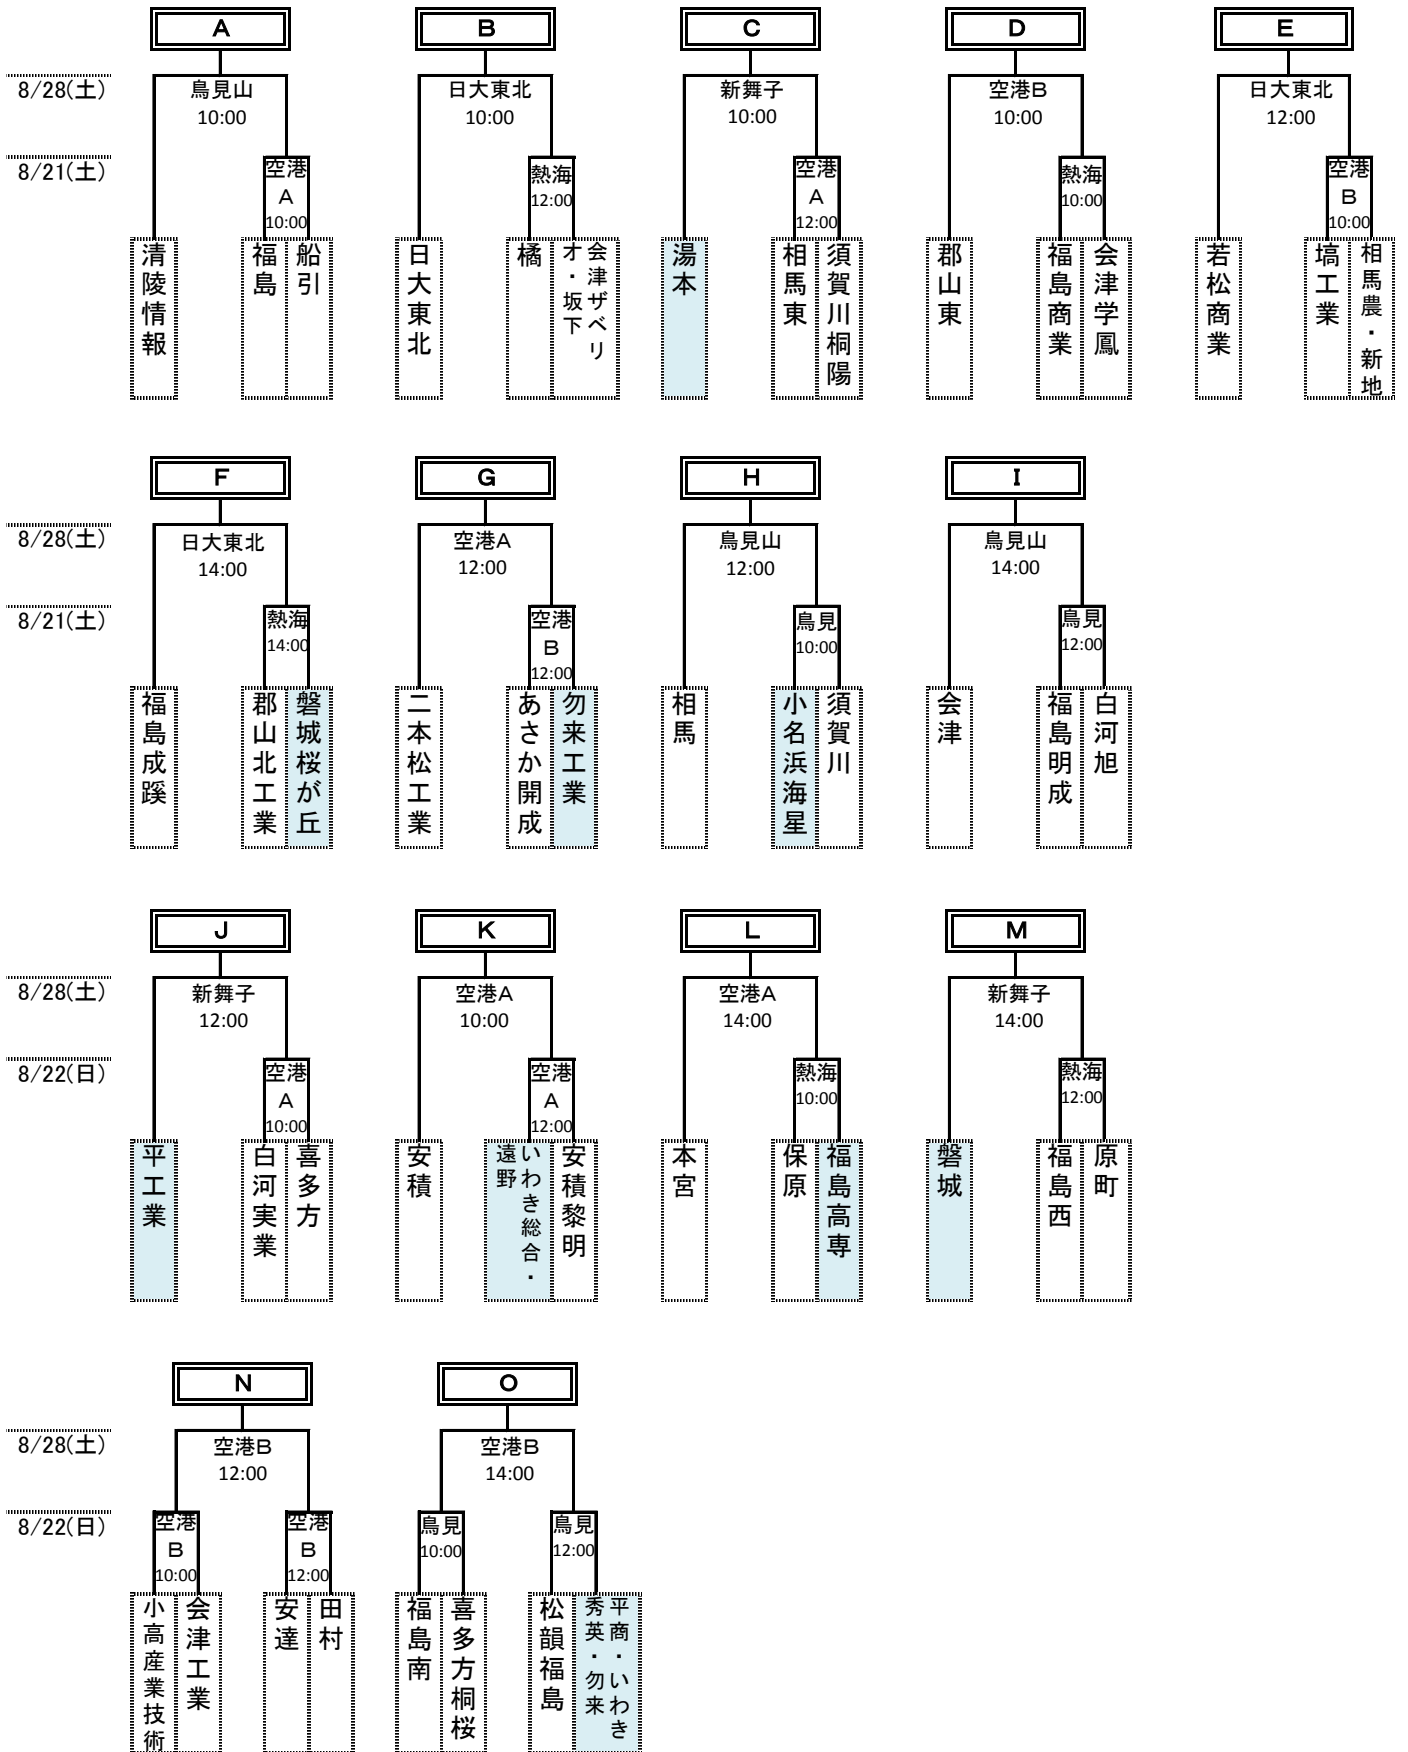 A
B
C
D
E
8/28(土)
鳥見山
10:00
日大東北
10:00
新舞子
10:00
空港B
10:00
日大東北
12:00
8/21(土)
空港
A
10:00
熱海
12:00
空港
A
12:00
熱海
10:00
空港
B
10:00
清陵情報
福島
船引
日大東北
橘
会津ザベリ
オ・坂下
湯本
相馬東
須賀川桐陽
郡山東
福島商業
会津学鳳
若松商業
塙工業
相馬農・新地
F
G
H
I
8/28(土)
日大東北
14:00
空港A
12:00
鳥見山
12:00
鳥見山
14:00
8/21(土)
熱海
14:00
空港
B
12:00
鳥見
10:00
鳥見
12:00
福島成蹊
郡山北工業
磐城桜が丘
二本松工業
あさか開成
勿来工業
相馬
小名浜海星
須賀川
会津
福島明成
白河旭
J
K
L
M
8/28(土)
新舞子
12:00
空港A
10:00
空港A
14:00
新舞子
14:00
8/22(日)
空港
A
10:00
空港
A
12:00
熱海
10:00
熱海
12:00
平工業
白河実業
喜多方
安積
いわき総合・
遠野
安積黎明
本宮
保原
福島高専
磐城
福島西
原町
N
O
8/28(土)
空港B
12:00
空港B
14:00
8/22(日)
空港
B
10:00
空港
B
12:00
鳥見
10:00
鳥見
12:00
小高産業技術
会津工業
安達
田村
福島南
喜多方桐桜
松韻福島
平商・いわき
秀英・勿来